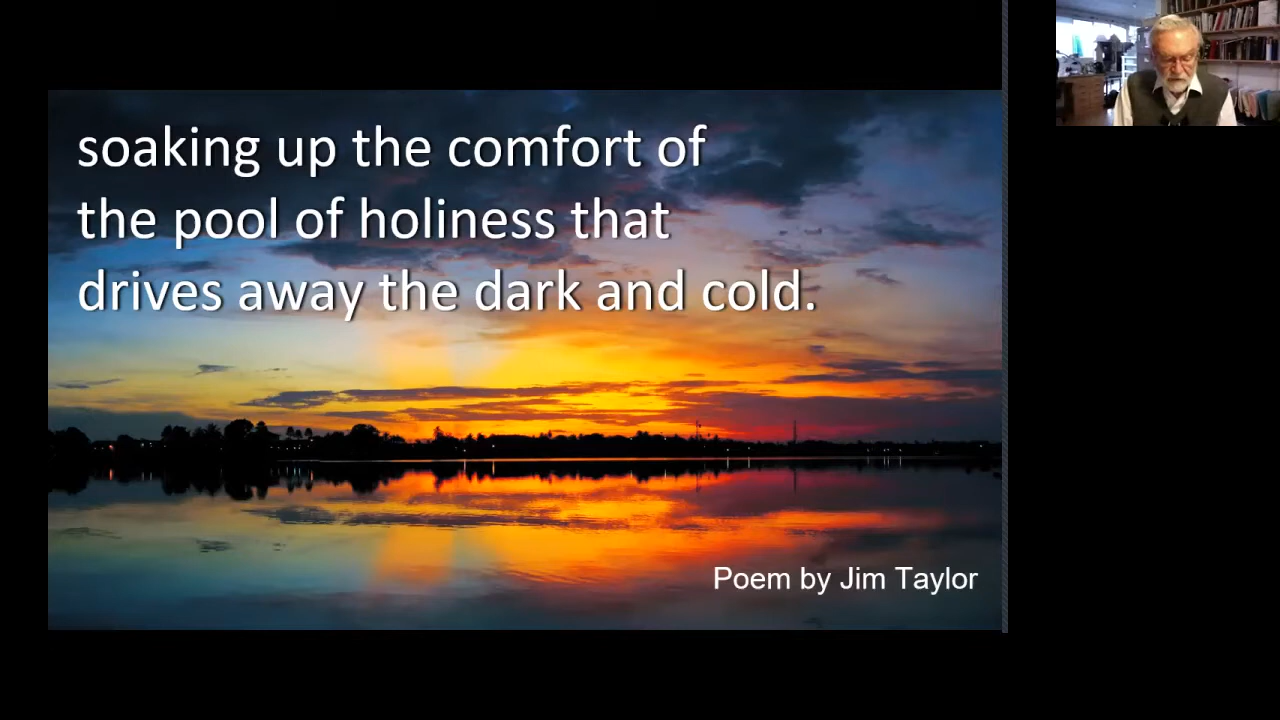 soaking up the comfort of
the pool of holiness that
drives away the dark and cold.
Poem by Jim Taylor